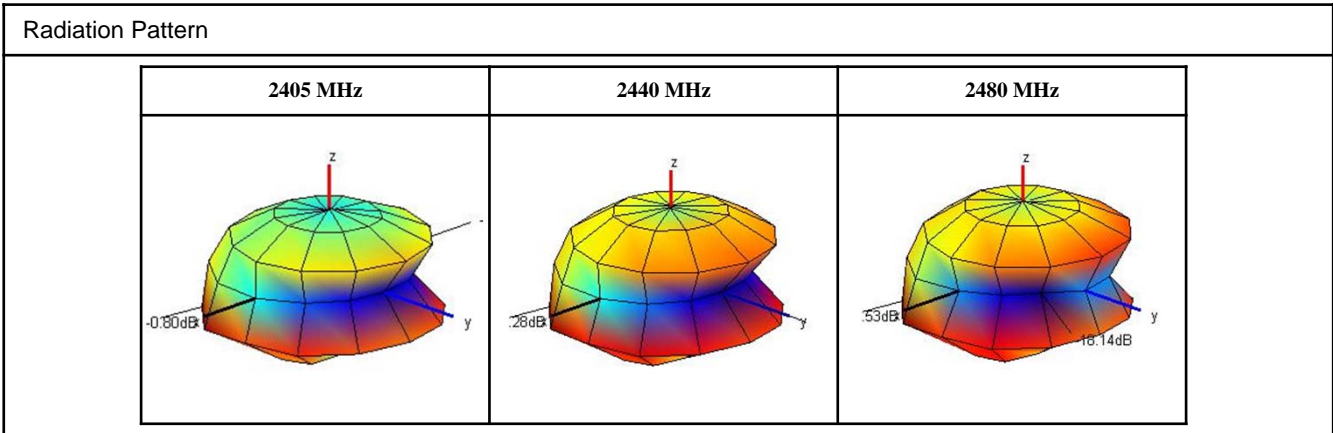 Radiation Pattern
2405 MHz 2440 MHz 2480 MHz
z z z
-0.80dB .28dB .53dB
y y y
-18.14dB